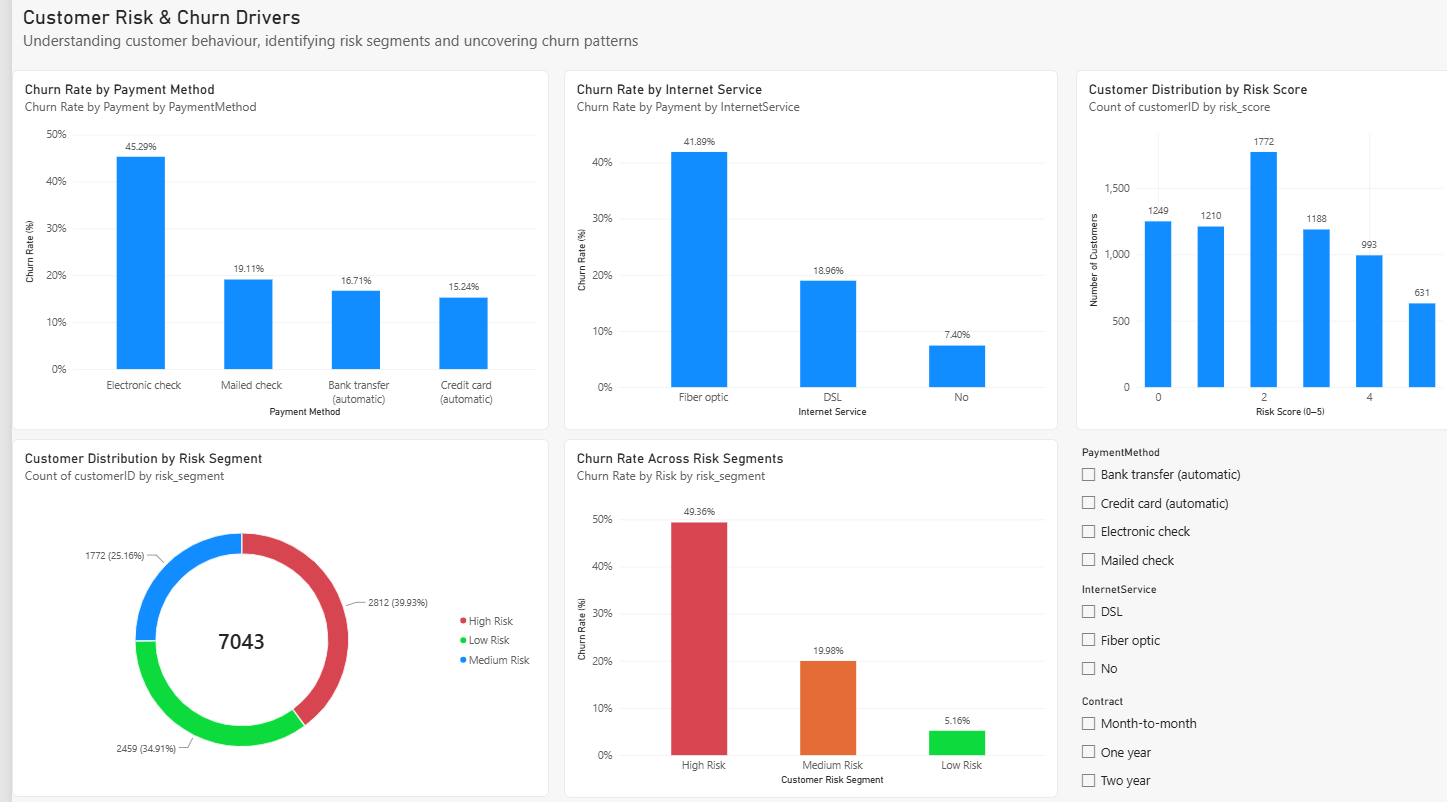 Customer Risk & Churn Drivers
Understanding customer behaviour, identifying risk segments and uncovering churn patterns
Churn Rate by Payment Method
Churn Rate by Payment by PaymentMethod
Churn Rate (%)
50%
40%
30%
20%
10%
0%
45.29%
19.11%
16.71%
15.24%
Electronic check
Mailed check
Bank transfer
(automatic)
Credit card
(automatic)
Payment Method
Churn Rate by Internet Service
Churn Rate by Payment by InternetService
Churn Rate (%)
40%
30%
20%
10%
0%
41.89%
18.96%
7.40%
Fiber optic
DSL
No
Internet Service
Customer Distribution by Risk Score
Count of customerID by risk_score
Number of Customers
1,500
1,000
500
0
1249
1210
1772
1188
993
631
0
2
4
Risk Score (0–5)
Customer Distribution by Risk Segment
Count of customerID by risk_segment
1772 (25.16%)
2812 (39.93%)
2459 (34.91%)
7043
High Risk
Low Risk
Medium Risk
Churn Rate Across Risk Segments
Churn Rate by Risk by risk_segment
Churn Rate (%)
50%
40%
30%
20%
10%
0%
49.36%
19.98%
5.16%
High Risk
Medium Risk
Low Risk
Customer Risk Segment
PaymentMethod
Bank transfer (automatic)
Credit card (automatic)
Electronic check
Mailed check
InternetService
DSL
Fiber optic
No
Contract
Month-to-month
One year
Two year